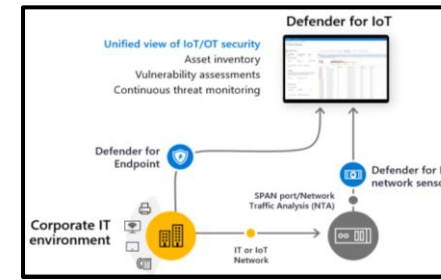 Defender for IoT
Unified view of IoT/OT security
Asset inventory
Vulnerability assessments
Continuous threat monitoring
Defender for
Endpoint
Defender for
network sens
SPAN port/Network
Traffic Analysis (NTA)
Corporate IT
environment
IT or IoT
Network